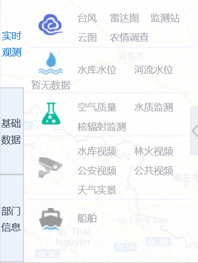 实时
观测
基础
数据
部门
信息
台风 雷达图 监测站
云图 农情调查
水库水位 河流水位
暂无数据
空气质量 水质监测
核辐射监测
水库视频 林火视频
公安视频 公共视频
天气实景
船舶
Thai
Nguyen